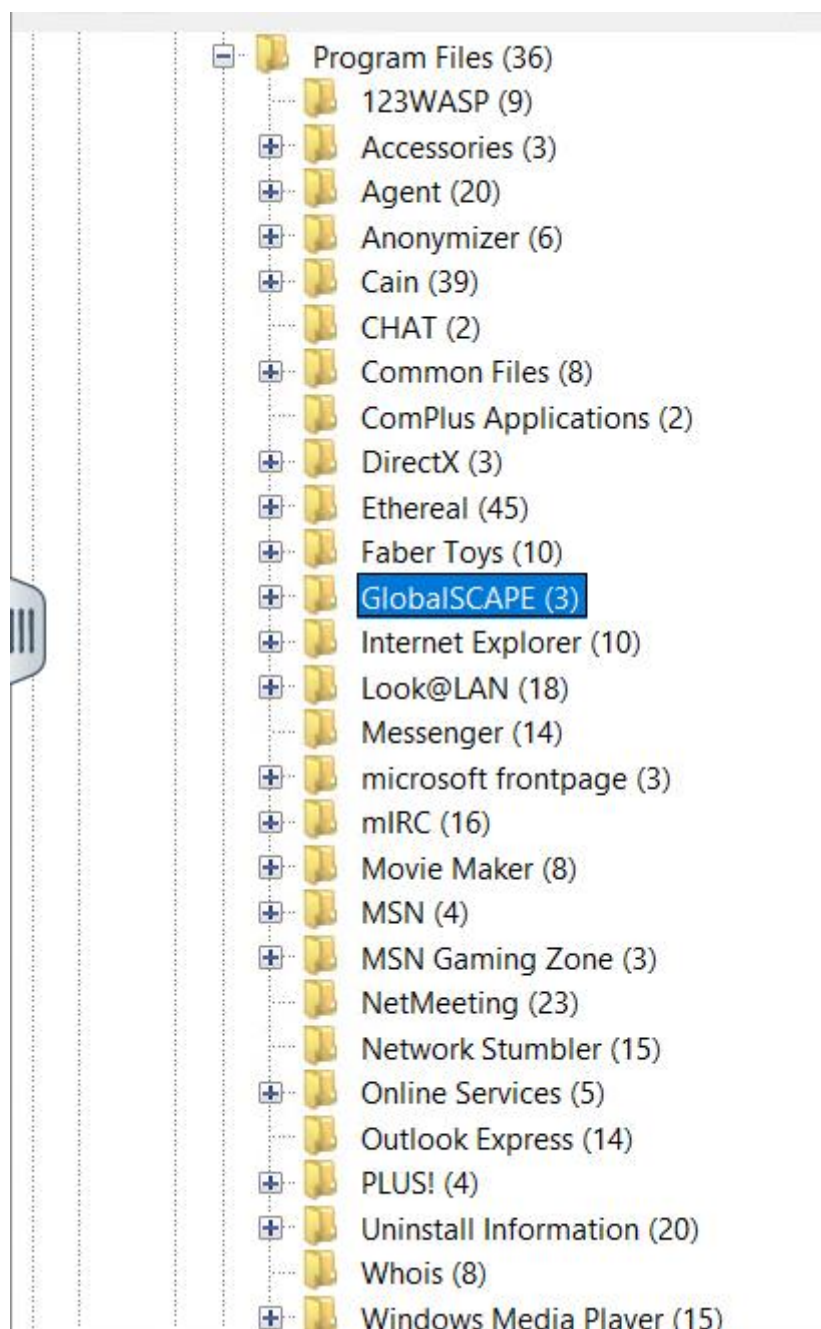 Program Files (36)
123WASP (9)
Accessories (3)
Agent (20)
Anonymizer (6)
Cain (39)
CHAT (2)
Common Files (8)
ComPlus Applications (2)
DirectX (3)
Ethereal (45)
Faber Toys (10)
GlobalSCAPE (3)
Internet Explorer (10)
Look@LAN (18)
Messenger (14)
microsoft frontpage (3)
mIRC (16)
Movie Maker (8)
MSN (4)
MSN Gaming Zone (3)
NetMeeting (23)
Network Stumbler (15)
Online Services (5)
Outlook Express (14)
PLUS! (4)
Uninstall Information (20)
Whois (8)
Windows Media Player (15)